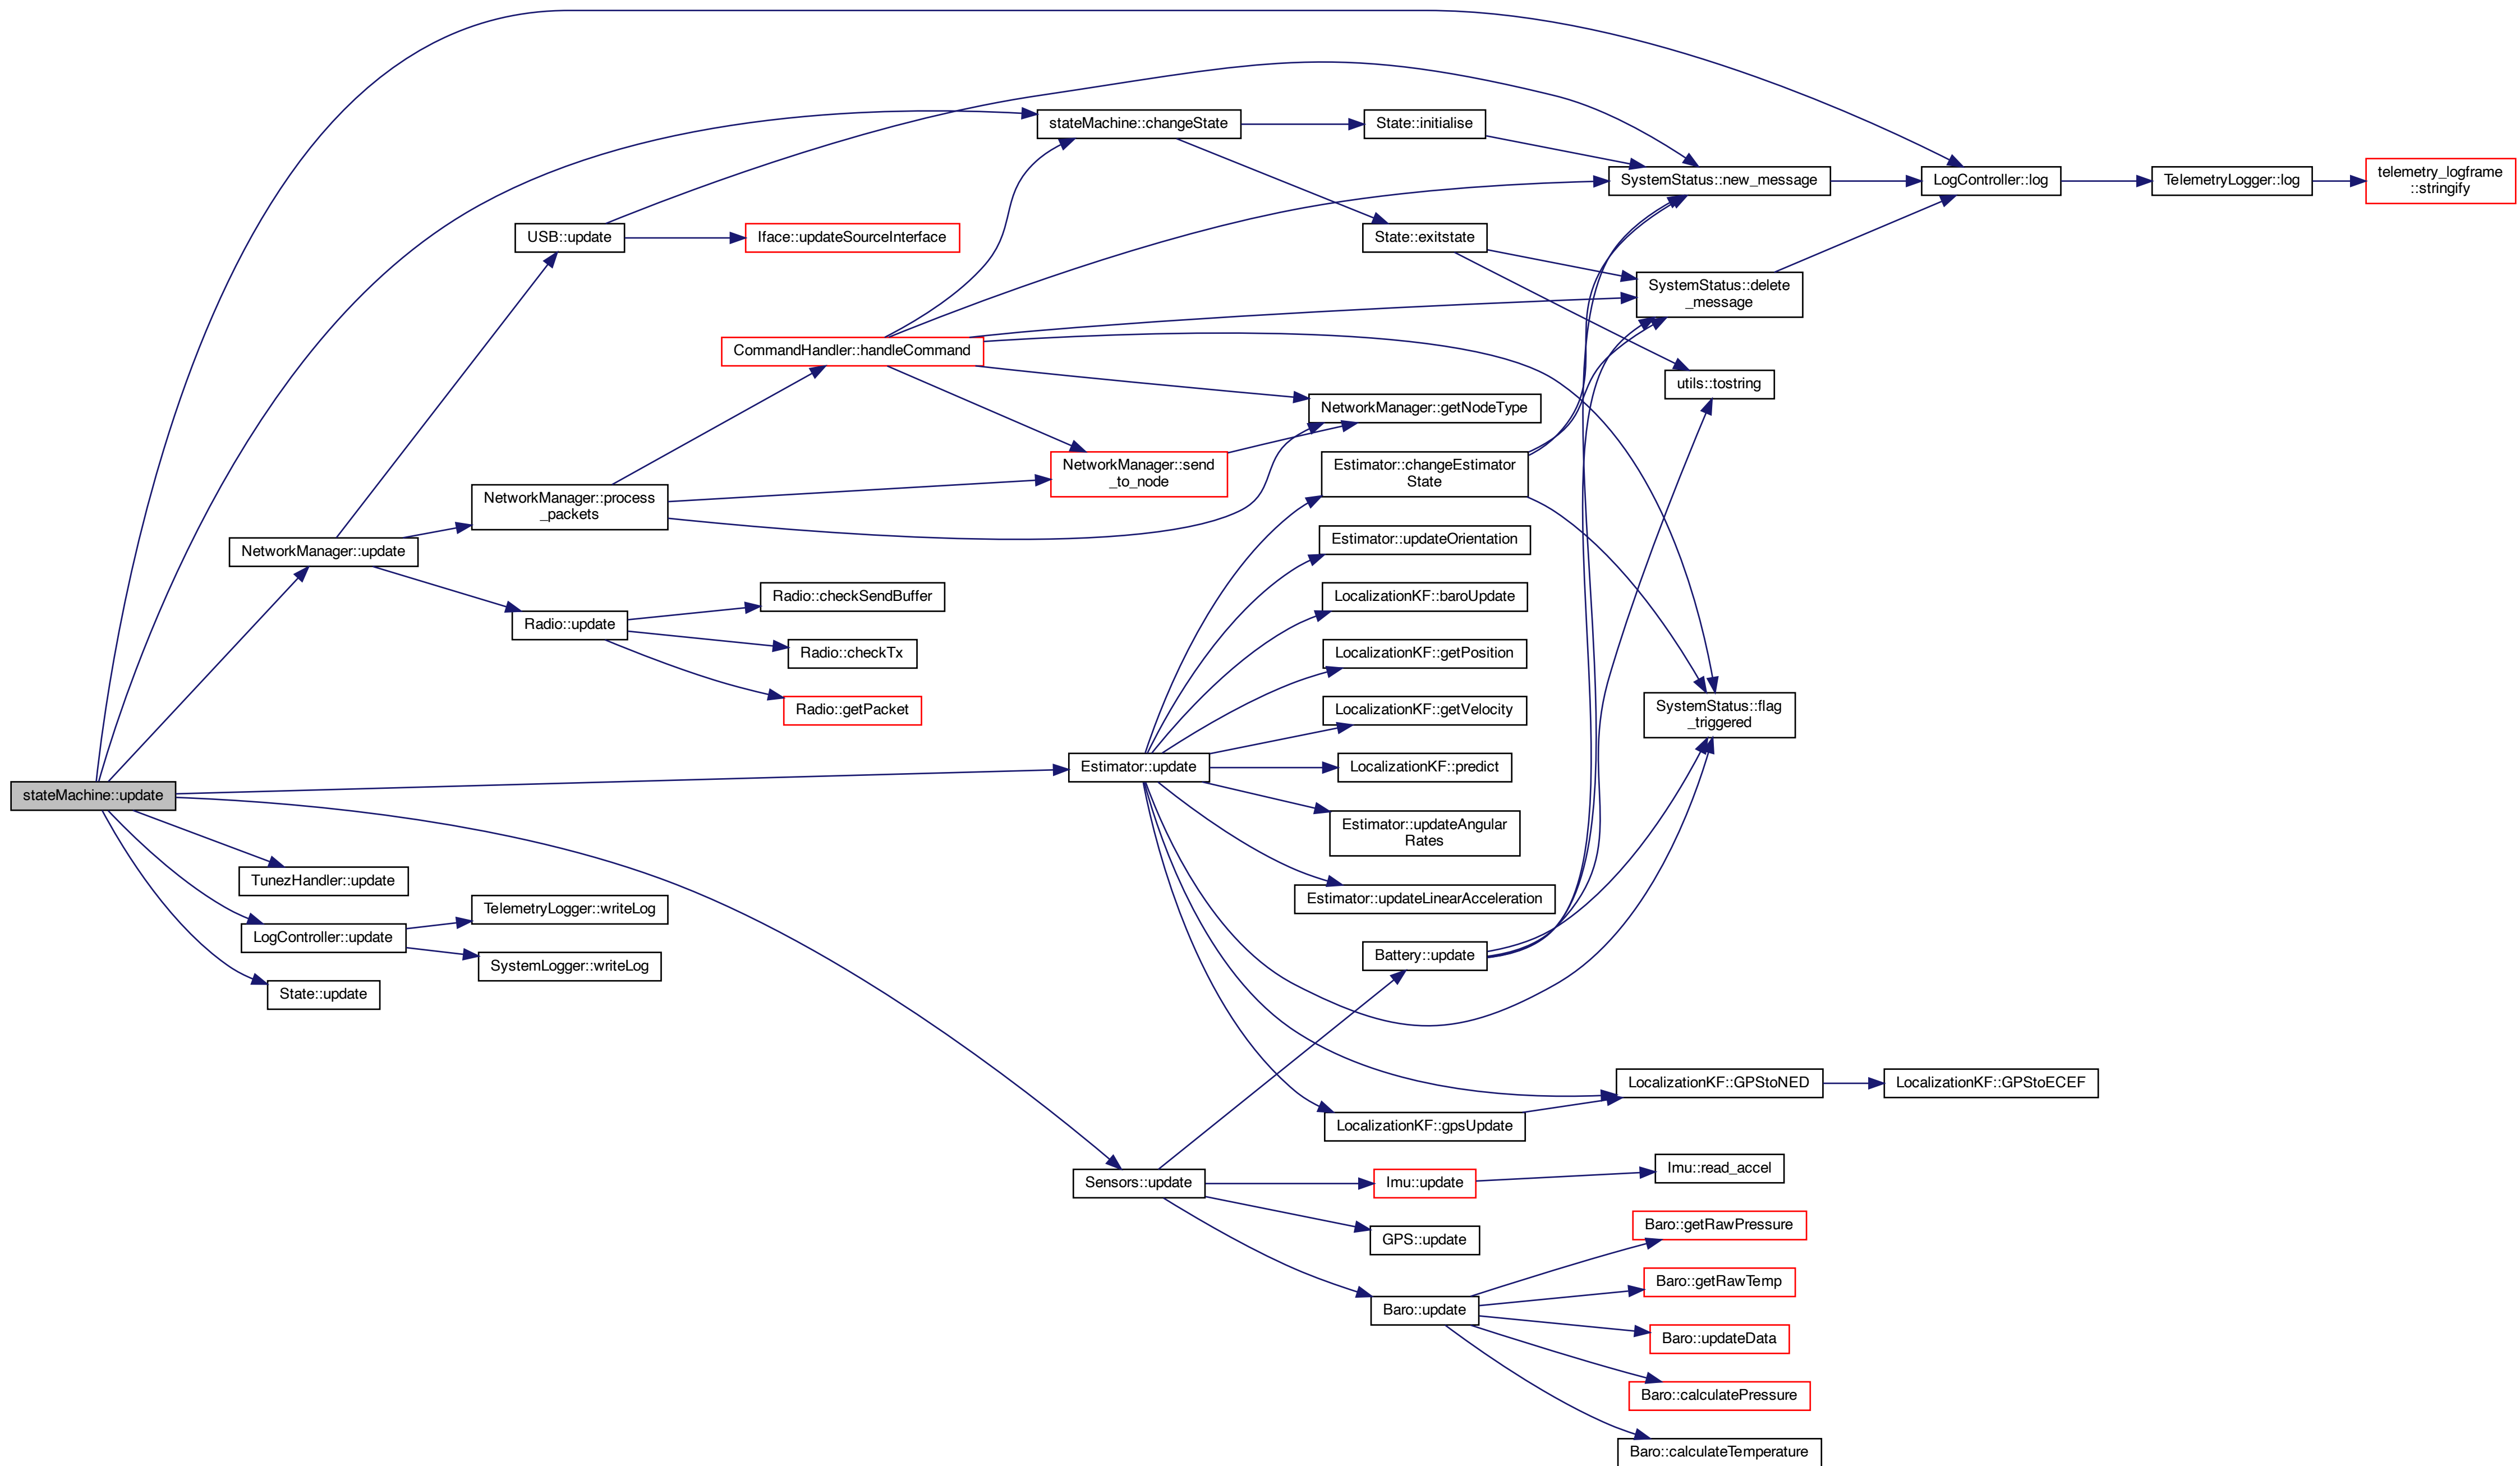 stateMachine::changeState
State::initialise
telemetry_logframe
::stringify
SystemStatus::new_message
LogController::log
TelemetryLogger::log
USB::update
Iface::updateSourceInterface
State::exitstate
SystemStatus::delete
_message
CommandHandler::handleCommand
utils::tostring
NetworkManager::getNodeType
NetworkManager::send
_to_node
Estimator::changeEstimator
State
NetworkManager::process
_packets
NetworkManager::update
Estimator::updateOrientation
Radio::checkSendBuffer
LocalizationKF::baroUpdate
Radio::update
Radio::checkTx
LocalizationKF::getPosition
Radio::getPacket
LocalizationKF::getVelocity
SystemStatus::flag
_triggered
Estimator::update
LocalizationKF::predict
stateMachine::update
Estimator::updateAngular
Rates
TunezHandler::update
Estimator::updateLinearAcceleration
TelemetryLogger::writeLog
LogController::update
SystemLogger::writeLog
Battery::update
State::update
LocalizationKF::GPStoNED
LocalizationKF::GPStoECEF
LocalizationKF::gpsUpdate
Sensors::update
Imu::update
Imu::read_accel
GPS::update
Baro::getRawPressure
Baro::getRawTemp
Baro::update
Baro::updateData
Baro::calculatePressure
Baro::calculateTemperature